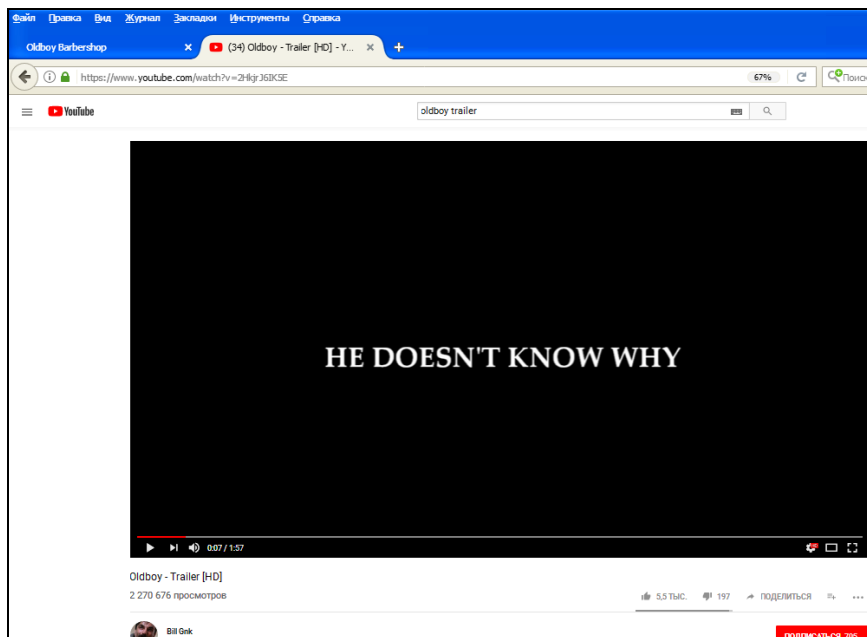 Файл Правка Вид Журнал Закладки Инструменты Справка
Oldboy Barbershop (34) Oldboy - Trailer [HD] - Y...
https://www.youtube.com/watch?v=2HkjrJ6IK5E 67% Поиск
YouTube oldboy trailer
HE DOESN'T KNOW WHY
0:07 / 1:57
Oldboy - Trailer [HD]
2 270 676 просмотров 5,5 ТЫС. 197 ПОДЕЛИТЬСЯ
Bill Gnk
ПОДПИСАТЬСЯ